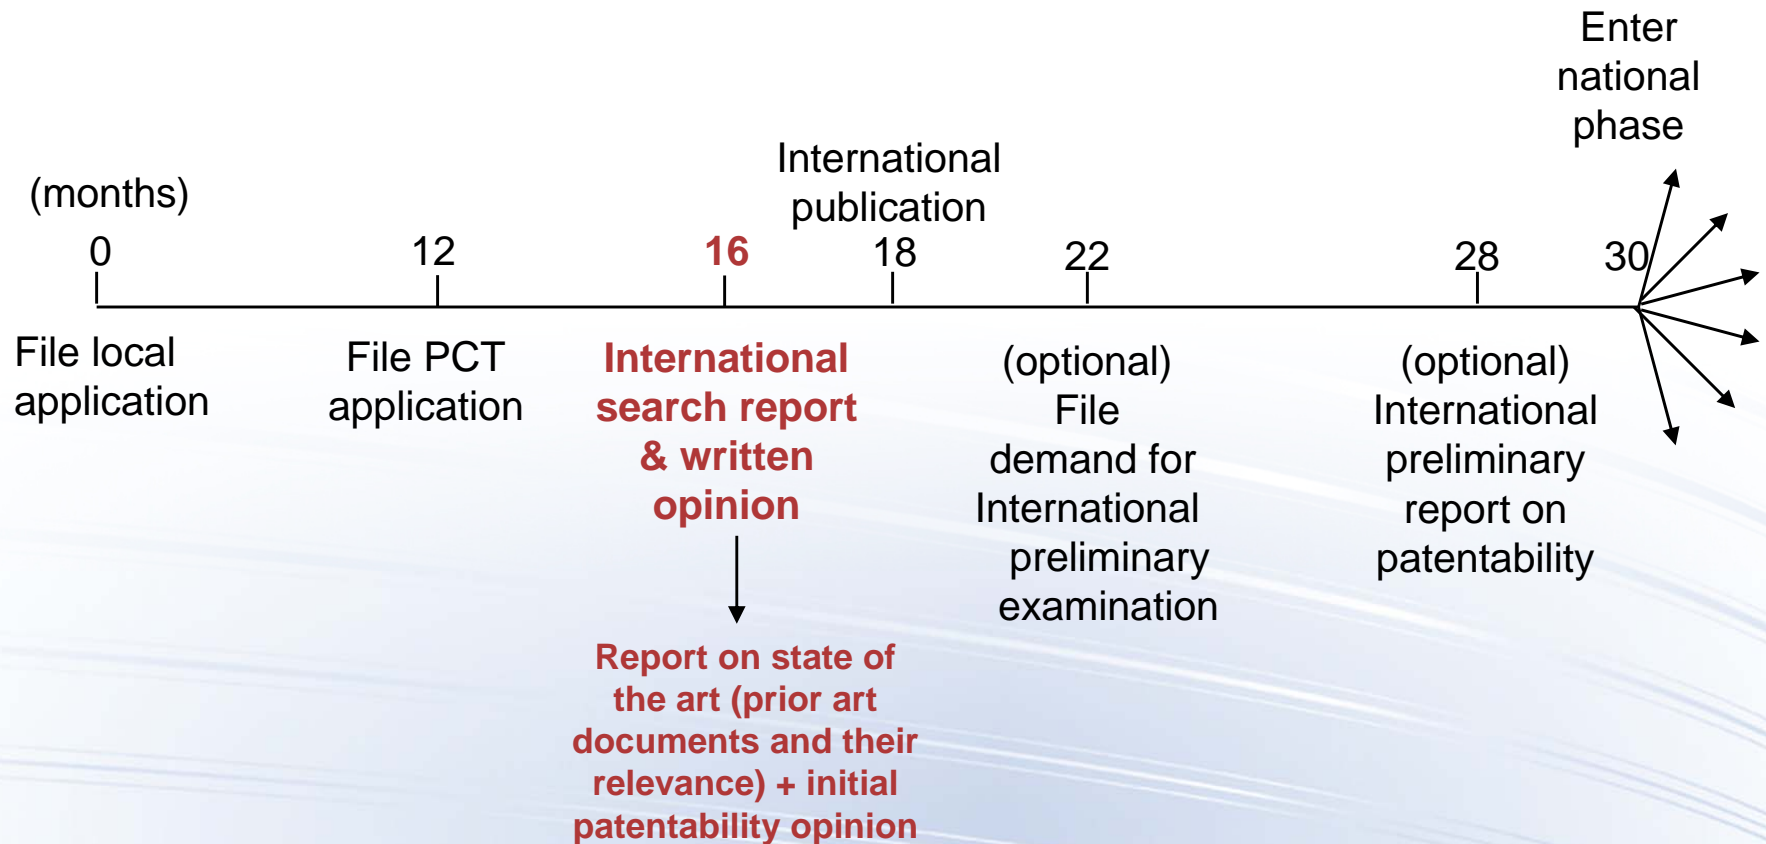 Enter
national
phase
International
publication
(months)
0
12
16
18
22
28
30
File local
application
File PCT
application
International
search report
& written
opinion
(optional)
File
demand for
International
preliminary
examination
(optional)
International
preliminary
report on
patentability
Report on state of
the art (prior art
documents and their
relevance) + initial
patentability opinion